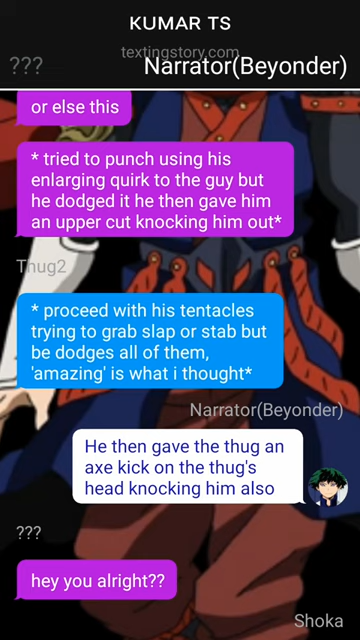 KUMAR TS
textingstory.com
???
Narrator(Beyonder)
or else this
* tried to punch using his
enlarging quirk to the guy but
he dodged it he then gave him
an upper cut knocking him out*
Thug2
* proceed with his tentacles
trying to grab slap or stab but
be dodges all of them,
'amazing' is what i thought*
Narrator(Beyonder)
He then gave the thug an
axe kick on the thug's
head knocking him also
???
hey you alright??
Shoka